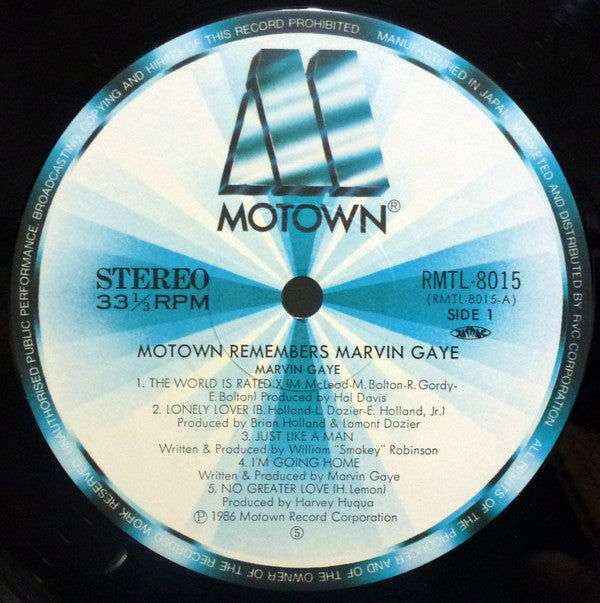 UNAUTHORISED PUBLIC PERFORMANCE, BROADCASTING, COPYING AND HIRING OF THIS RECORD PROHIBITED. MANUFACTURED IN JAPAN. MARKETED AND DISTRIBUTED BY RVC CORPORATION
ALL RIGHTS OF THE PRODUCER AND OF THE OWNER OF THE RECORDED WORK RESERVED.
MOTOWN®
STEREO
33 1/3 RPM
RMTL-8015
(RMTL-8015-A)
SIDE 1
MOTOWN REMEMBERS MARVIN GAYE
MARVIN GAYE
1. THE WORLD IS RATED X (M. McLeod-M. Bolton-R. Gordy-
E. Bolton) Produced by Hal Davis
2. LONELY LOVER (B. Holland-L. Dozier-E. Holland, Jr.)
Produced by Brian Holland & Lamont Dozier
3. JUST LIKE A MAN
Written & Produced by William "Smokey" Robinson
4. I'M GOING HOME
Written & Produced by Marvin Gaye
5. NO GREATER LOVE (H. Lemon)
Produced by Harvey Huqua
Ⓟ 1986 Motown Record Corporation
Ⓢ